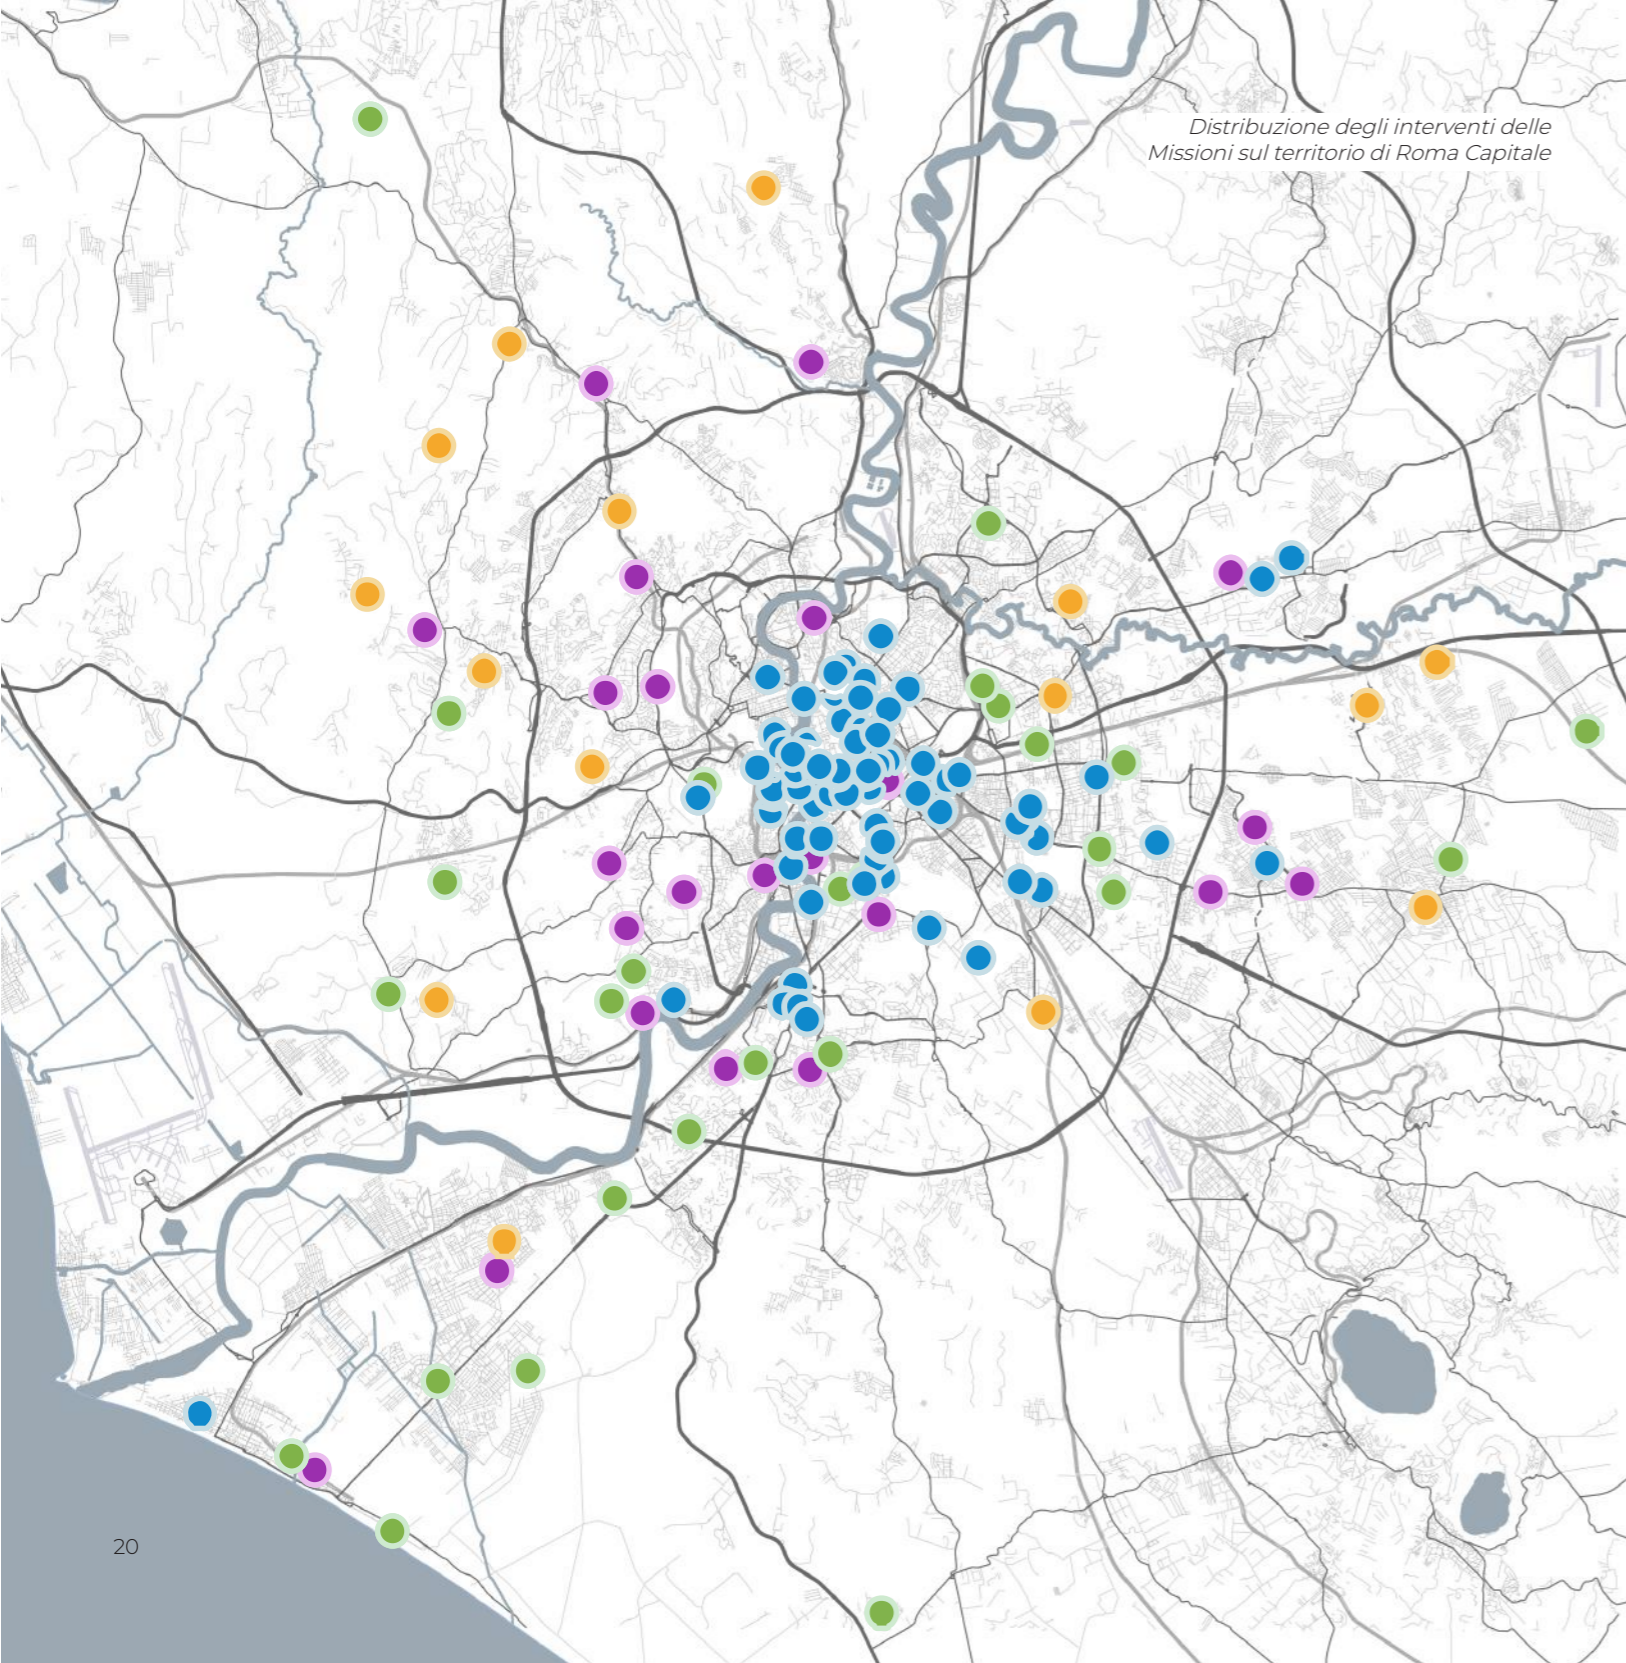 Distribuzione degli interventi delle
Missioni sul territorio di Roma Capitale
20